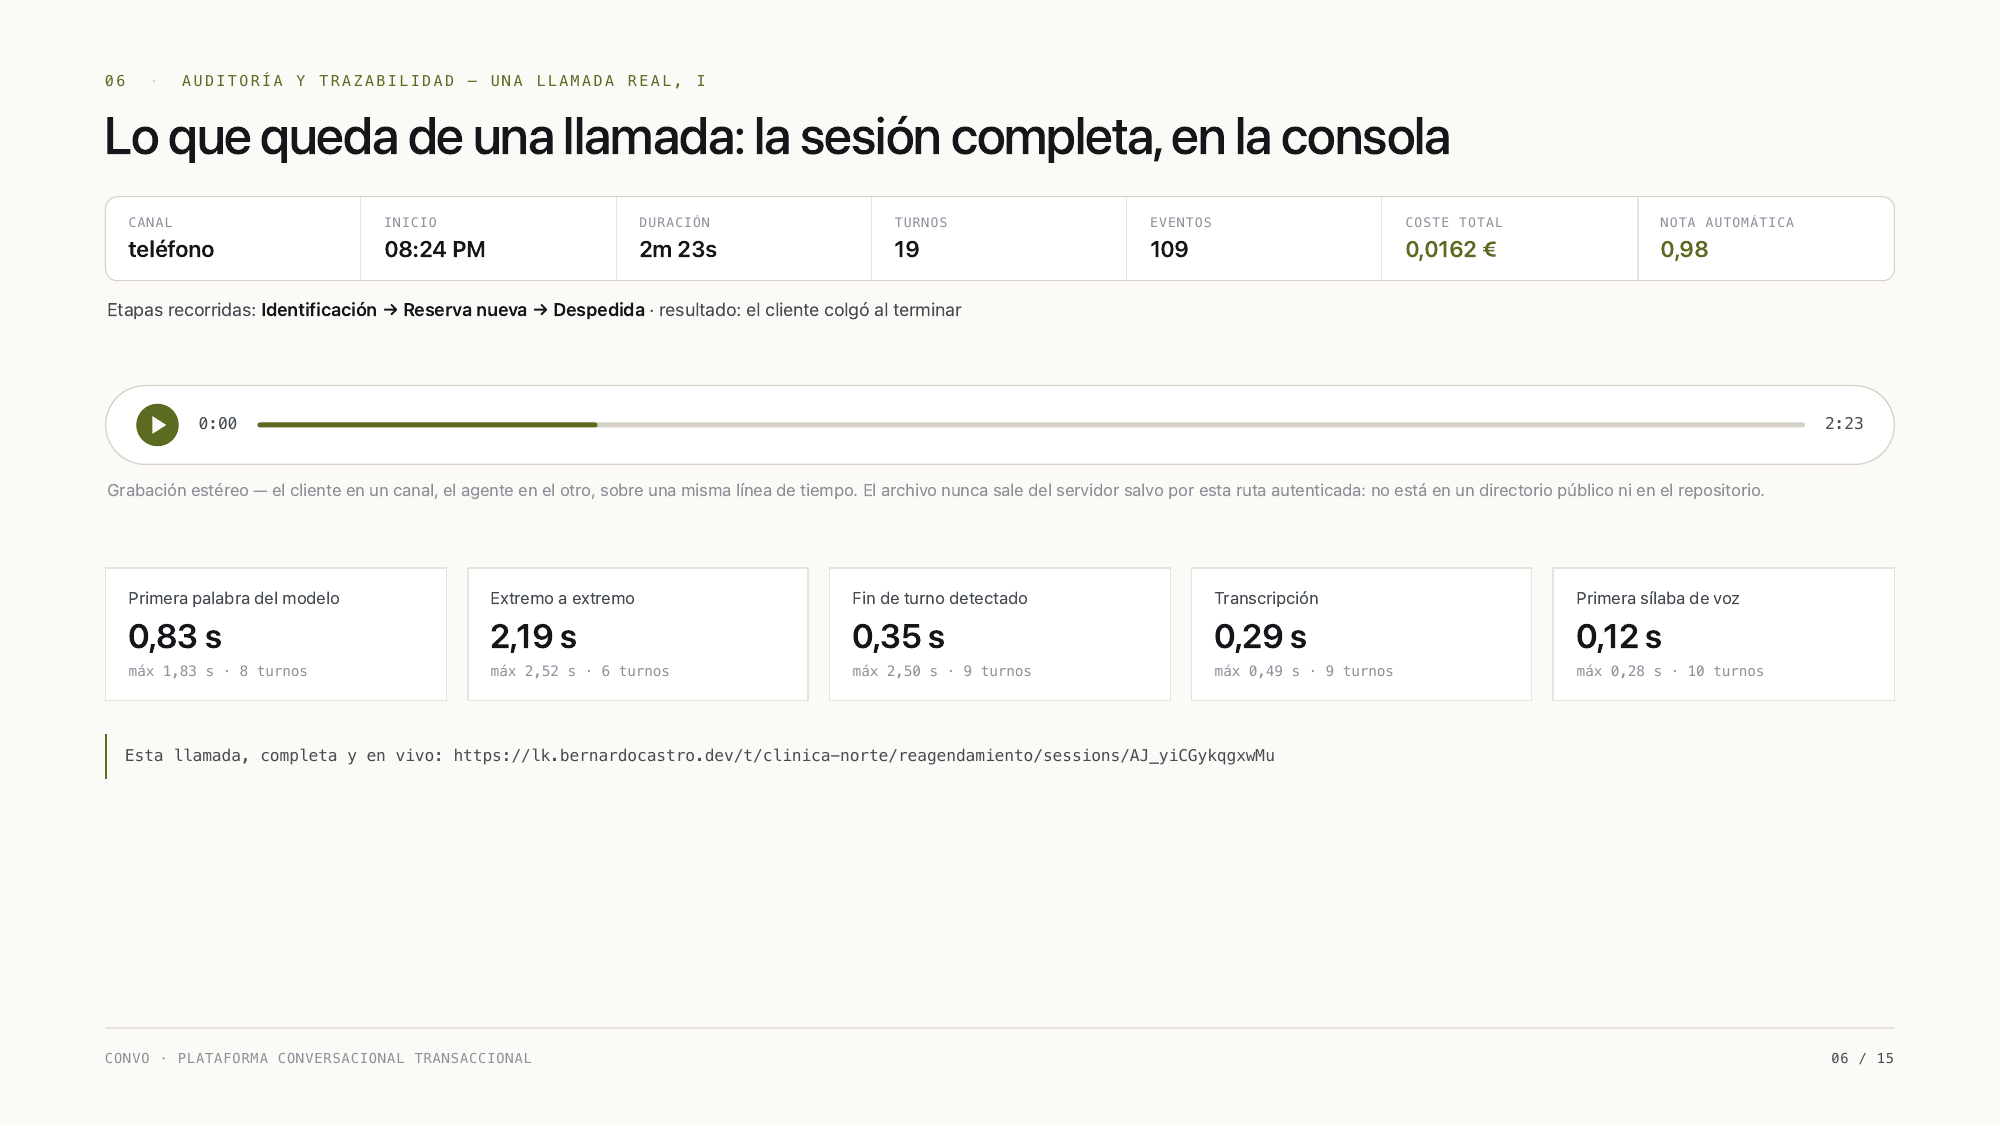 06 · AUDITORÍA Y TRAZABILIDAD — UNA LLAMADA REAL, I
Lo que queda de una llamada: la sesión completa, en la consola
CANAL INICIO DURACIÓN TURNOS EVENTOS COSTE TOTAL NOTA AUTOMÁTICA
teléfono 08:24 PM 2m 23s 19 109 0,0162 € 0,98
Etapas recorridas: Identificación → Reserva nueva → Despedida · resultado: el cliente colgó al terminar
0:00 2:23
Grabación estéreo — el cliente en un canal, el agente en el otro, sobre una misma línea de tiempo. El archivo nunca sale del servidor salvo por esta ruta autenticada: no está en un directorio público ni en el repositorio.
Primera palabra del modelo Extremo a extremo Fin de turno detectado Transcripción Primera sílaba de voz
0,83 s 2,19 s 0,35 s 0,29 s 0,12 s
máx 1,83 s · 8 turnos máx 2,52 s · 6 turnos máx 2,50 s · 9 turnos máx 0,49 s · 9 turnos máx 0,28 s · 10 turnos
Esta llamada, completa y en vivo: https://lk.bernardocastro.dev/t/clinica-norte/reagendamiento/sessions/AJ_yiCGykqgxwMu
CONVO · PLATAFORMA CONVERSACIONAL TRANSACCIONAL 06 / 15